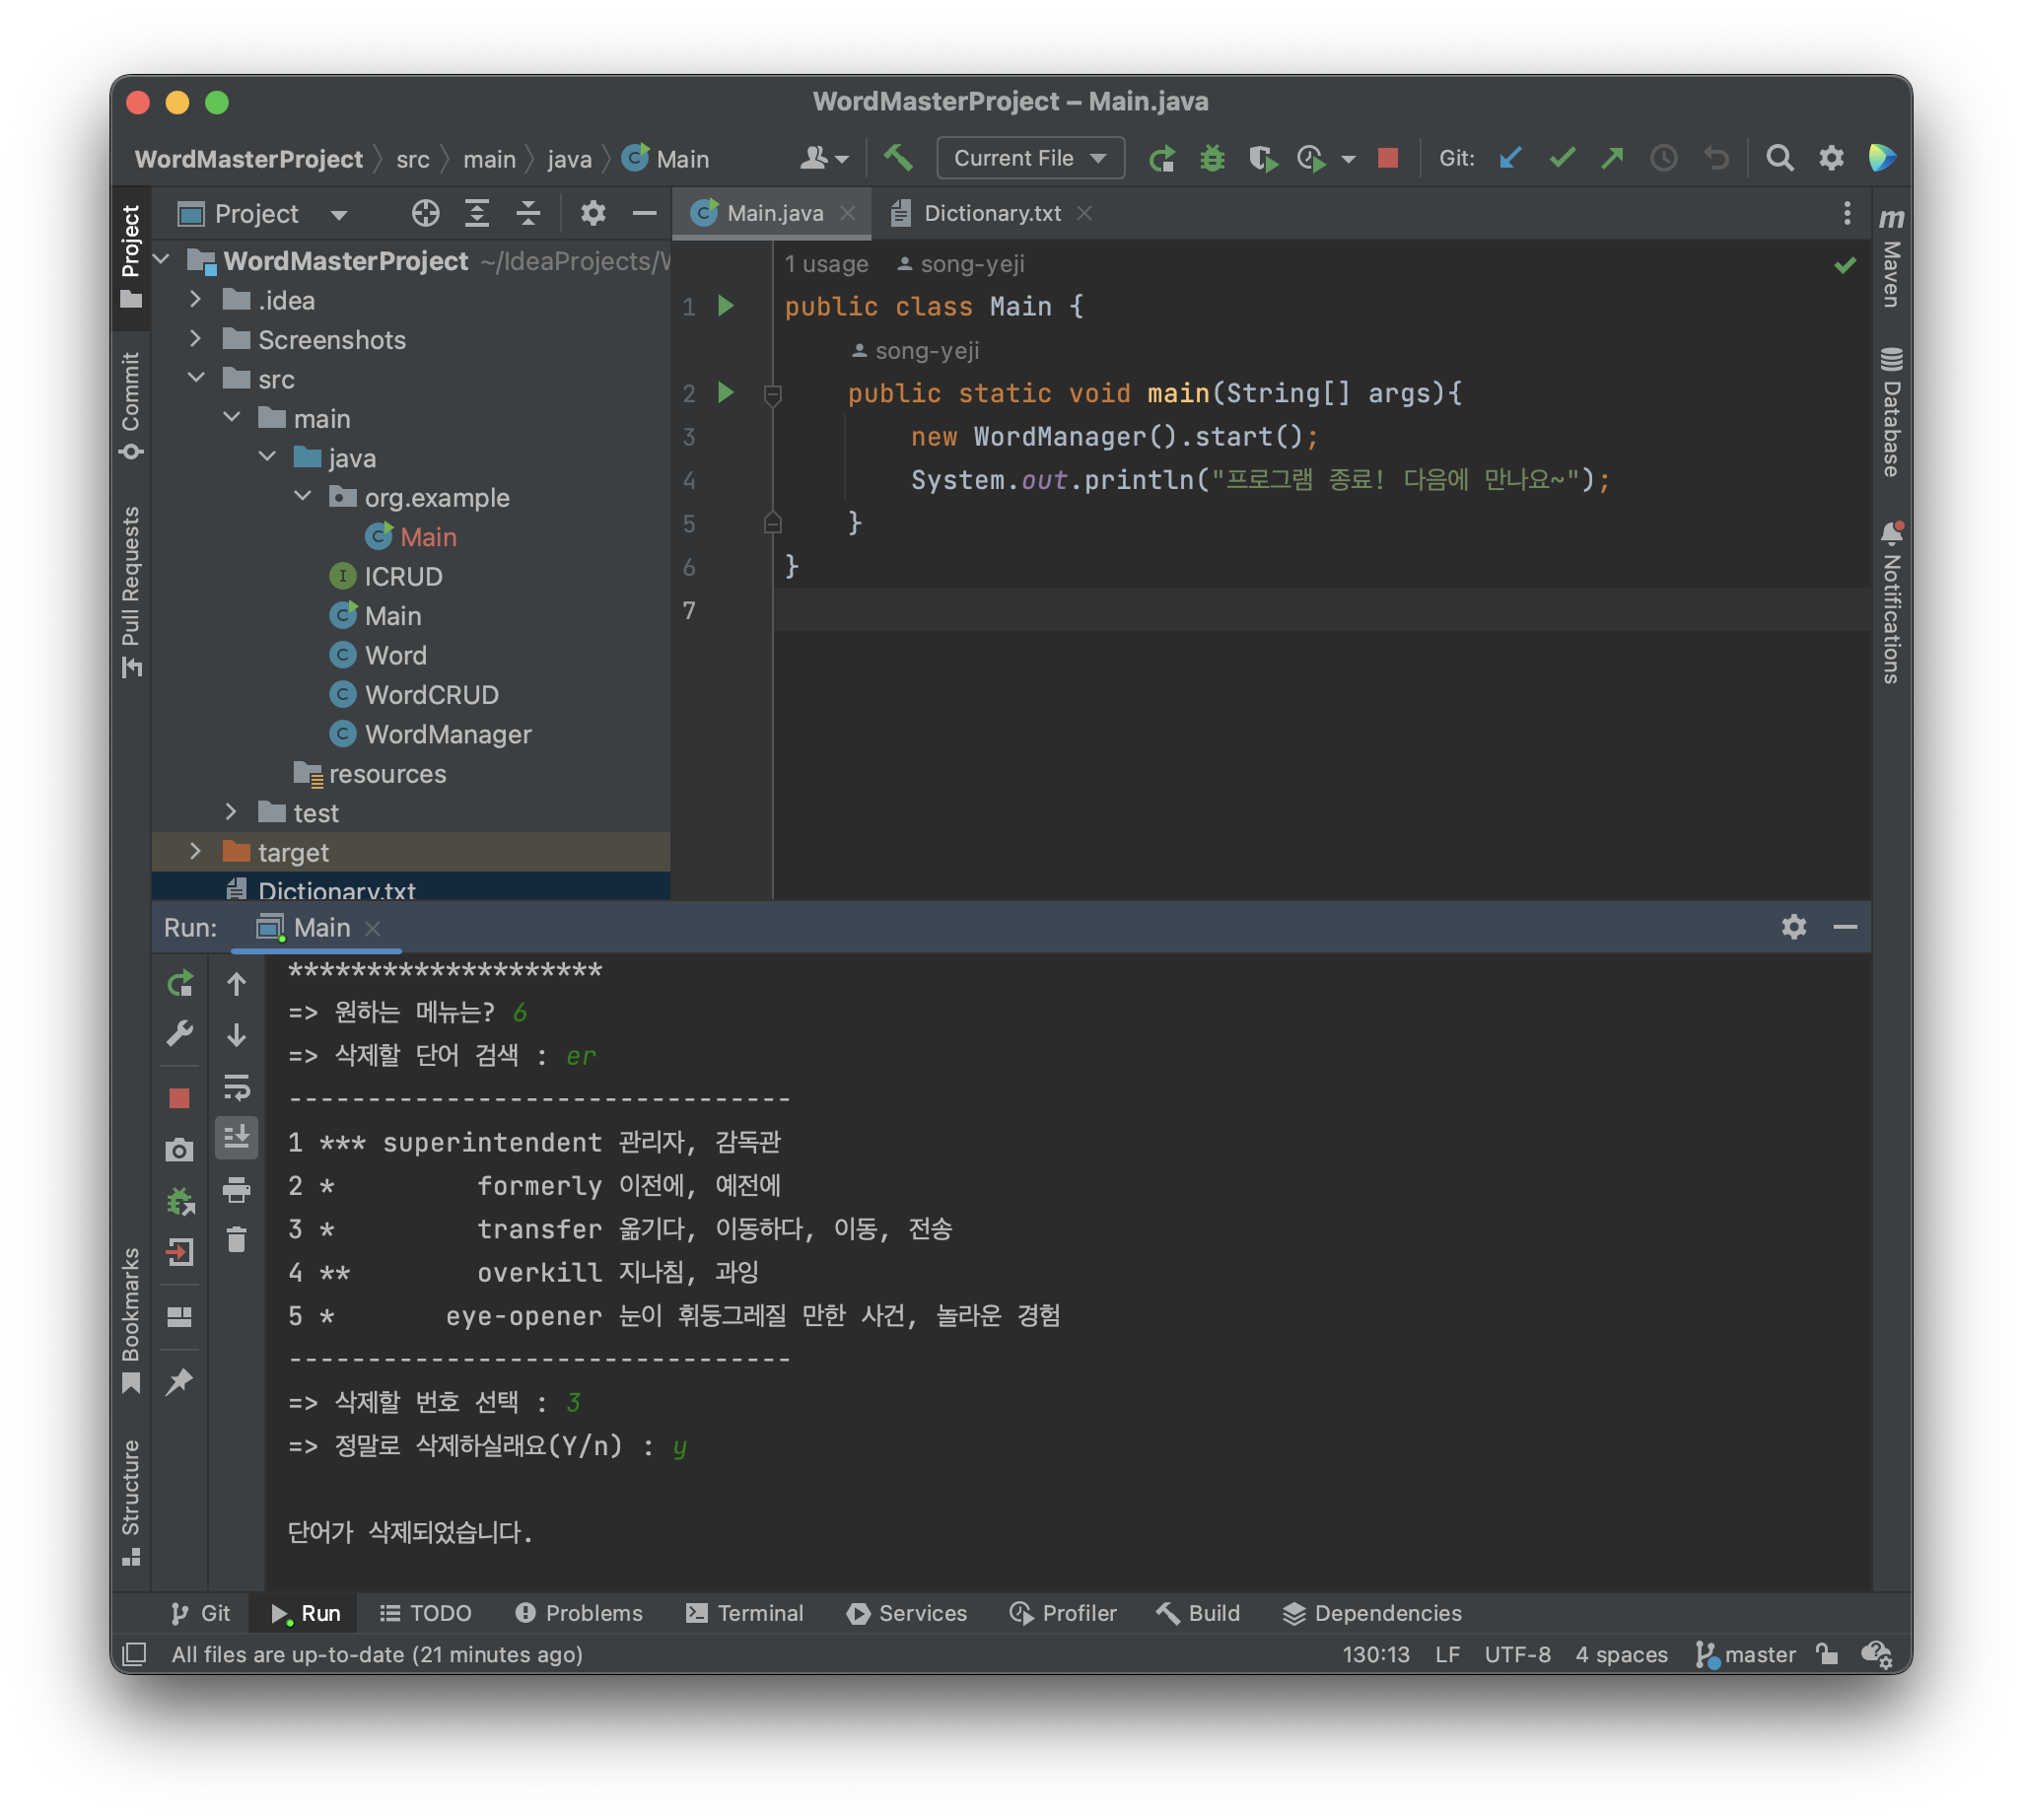 WordMasterProject – Main.java
WordMasterProject src main java Main
Current File
Git:
Project
Main.java
Dictionary.txt
Project
Commit
Pull Requests
Bookmarks
Structure
Maven
Database
Notifications
WordMasterProject ~/IdeaProjects/
.idea
Screenshots
src
main
java
org.example
Main
ICRUD
Main
Word
WordCRUD
WordManager
resources
test
target
Dictionary.txt
1 usage song-yeji
1 public class Main {
song-yeji
2 public static void main(String[] args){
3 new WordManager().start();
4 System.out.println("프로그램 종료! 다음에 만나요~");
5 }
6 }
7
Run: Main
********************
=> 원하는 메뉴는? 6
=> 삭제할 단어 검색 : er
--------------------------------
1 *** superintendent 관리자, 감독관
2 * formerly 이전에, 예전에
3 * transfer 옮기다, 이동하다, 이동, 전송
4 ** overkill 지나침, 과잉
5 * eye-opener 눈이 휘둥그레질 만한 사건, 놀라운 경험
--------------------------------
=> 삭제할 번호 선택 : 3
=> 정말로 삭제하실래요(Y/n) : y
단어가 삭제되었습니다.
Git Run TODO Problems Terminal Services Profiler Build Dependencies
All files are up-to-date (21 minutes ago) 130:13 LF UTF-8 4 spaces master